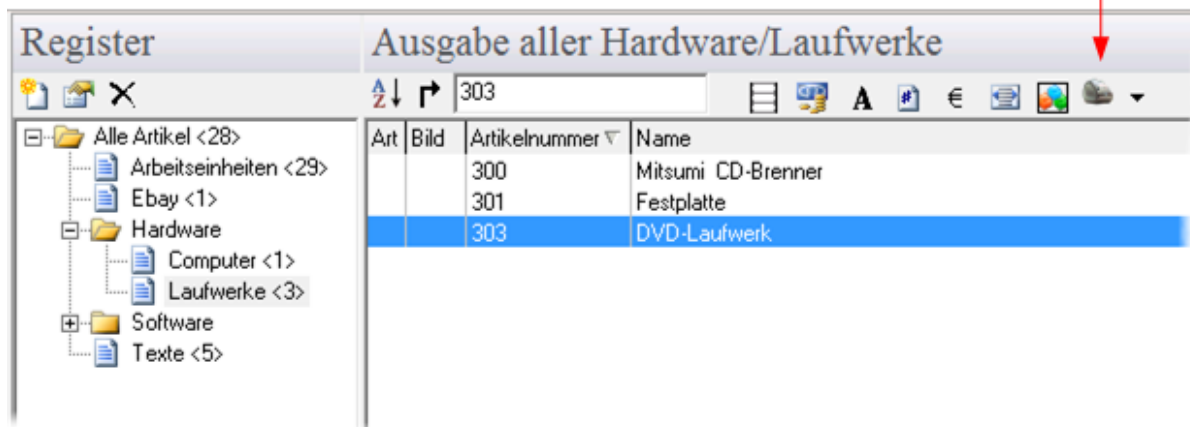 Register
Alle Artikel <28>
Arbeitseinheiten <29>
Ebay <1>
Hardware
Computer <1>
Laufwerke <3>
Software
Texte <5>
Ausgabe aller Hardware/Laufwerke
A Z 303 A # €
Art Bild Artikelnummer Name
300 Mitsumi CD-Brenner
301 Festplatte
303 DVD-Laufwerk